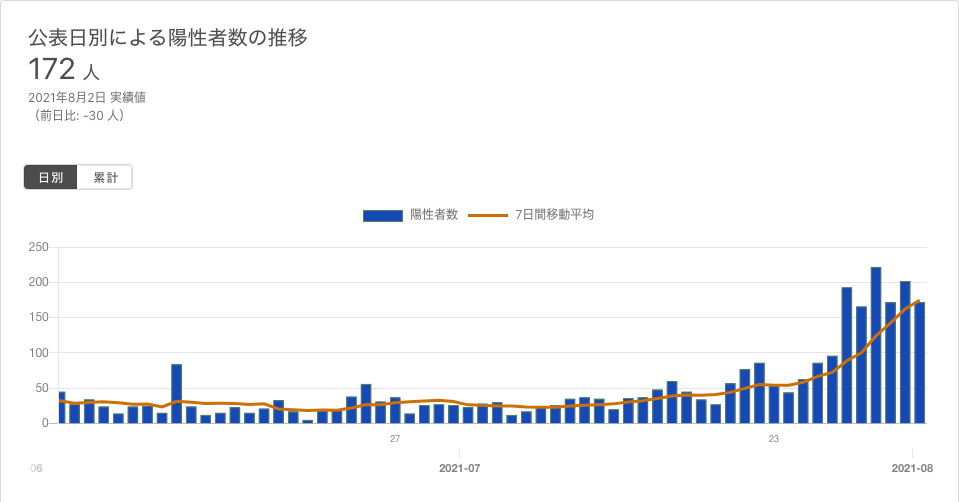 公表日別による陽性者数の推移
172 人
2021年8月2日 実績値
（前日比: -30 人）
日別 累計
陽性者数 7日間移動平均
250
200
150
100
50
0
27 23
2021-07 2021-08